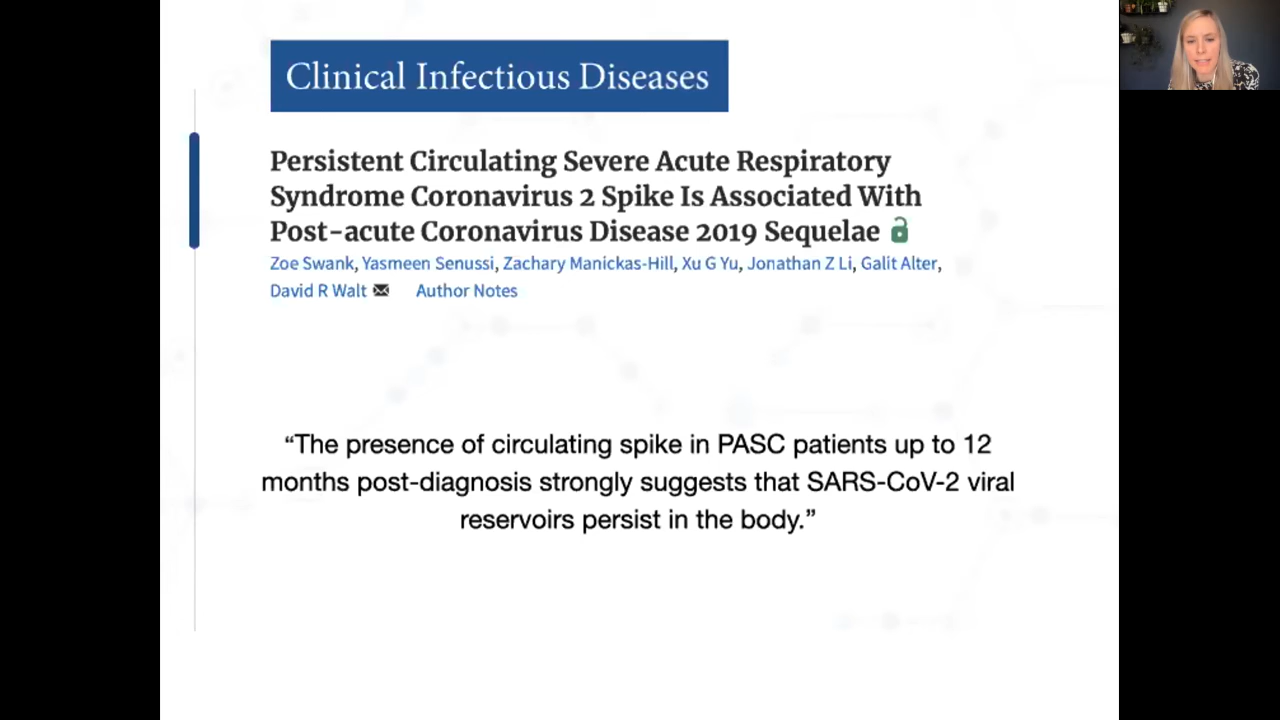 Clinical Infectious Diseases
Persistent Circulating Severe Acute Respiratory
Syndrome Coronavirus 2 Spike Is Associated With
Post-acute Coronavirus Disease 2019 Sequelae
Zoe Swank, Yasmeen Senussi, Zachary Manickas-Hill, Xu G Yu, Jonathan Z Li, Galit Alter,
David R Walt Author Notes
“The presence of circulating spike in PASC patients up to 12
months post-diagnosis strongly suggests that SARS-CoV-2 viral
reservoirs persist in the body.”